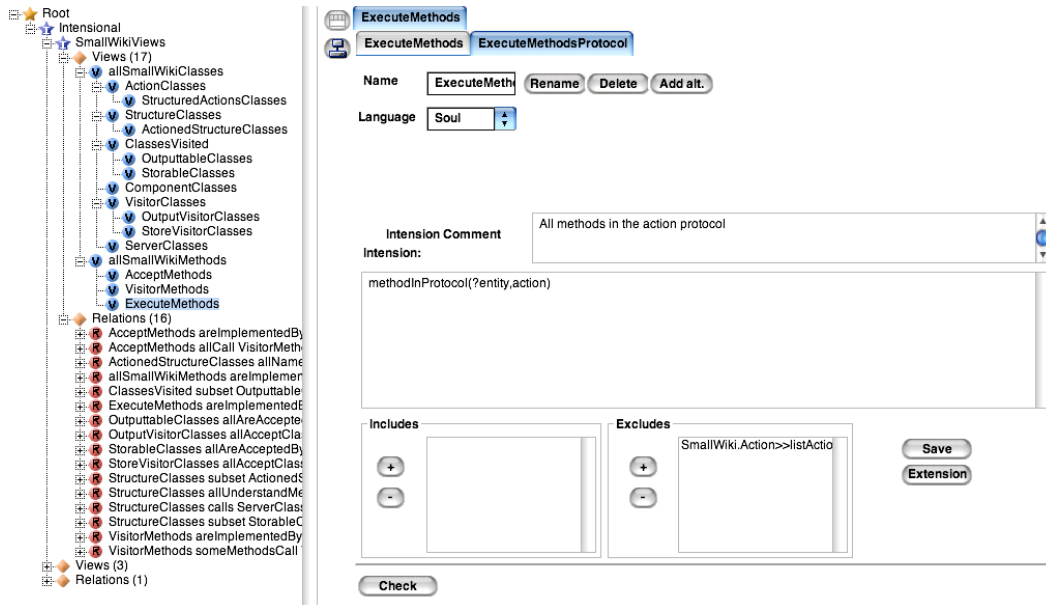 Root
Intensional
SmallWikiViews
Views (17)
allSmallWikiClasses
ActionClasses
StructuredActionsClasses
StructureClasses
ActionedStructureClasses
ClassesVisited
OutputtableClasses
StorableClasses
ComponentClasses
VisitorClasses
OutputVisitorClasses
StoreVisitorClasses
ServerClasses
allSmallWikiMethods
AcceptMethods
VisitorMethods
ExecuteMethods
Relations (16)
AcceptMethods areImplementedBy
AcceptMethods allCall VisitorMeth
ActionedStructureClasses allName
allSmallWikiMethods areImplemen
ClassesVisited subset Outputtable
ExecuteMethods areImplementedB
OutputtableClasses allAreAccepte
OutputVisitorClasses allAcceptCla
StorableClasses allAreAcceptedBy
StoreVisitorClasses allAcceptClas
StructureClasses subset ActionedS
StructureClasses allUnderstandMe
StructureClasses calls ServerClas
StructureClasses subset StorableC
VisitorMethods areImplementedBy
VisitorMethods someMethodsCall
Views (3)
Relations (1)
ExecuteMethods
ExecuteMethods ExecuteMethodsProtocol
Name ExecuteMeth Rename Delete Add alt.
Language Soul
Intension Comment All methods in the action protocol
Intension:
methodInProtocol(?entity,action)
Includes Excludes
SmallWiki.Action>>listActio
+ + Save
- - Extension
Check